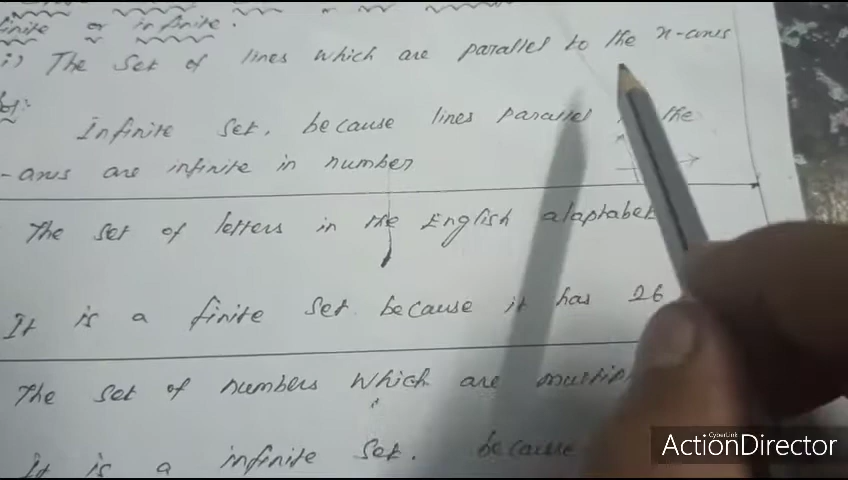 finite or infinite.
i) The set of lines which are parallel to the x-axis
Infinite set, because lines parallel the
-axis are infinite in number
The set of letters in the English alaptabet
It is a finite set because it has 26
The set of numbers which are
It is a infinite set. because
CyberLink
ActionDirector